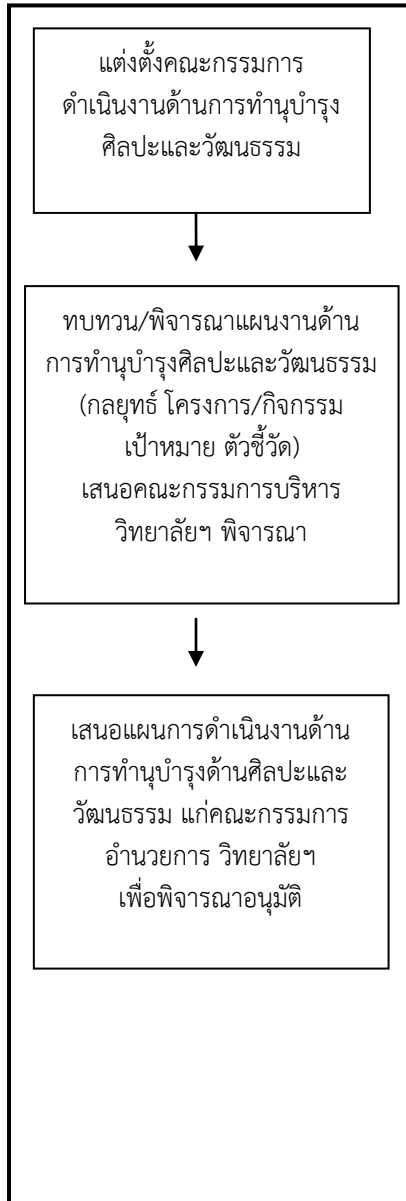 แต่งตั้งคณะกรรมการ
ดำเนินงานด้านการทำนุบำรุง
ศิลปะและวัฒนธรรม
ทบทวน/พิจารณาแผนงานด้าน
การทำนุบำรุงศิลปะและวัฒนธรรม
(กลยุทธ์ โครงการ/กิจกรรม
เป้าหมาย ตัวชี้วัด)
เสนอคณะกรรมการบริหาร
วิทยาลัยฯ พิจารณา
เสนอแผนการดำเนินงานด้าน
การทำนุบำรุงด้านศิลปะและ
วัฒนธรรม แก่คณะกรรมการ
อำนวยการ วิทยาลัยฯ
เพื่อพิจารณาอนุมัติ